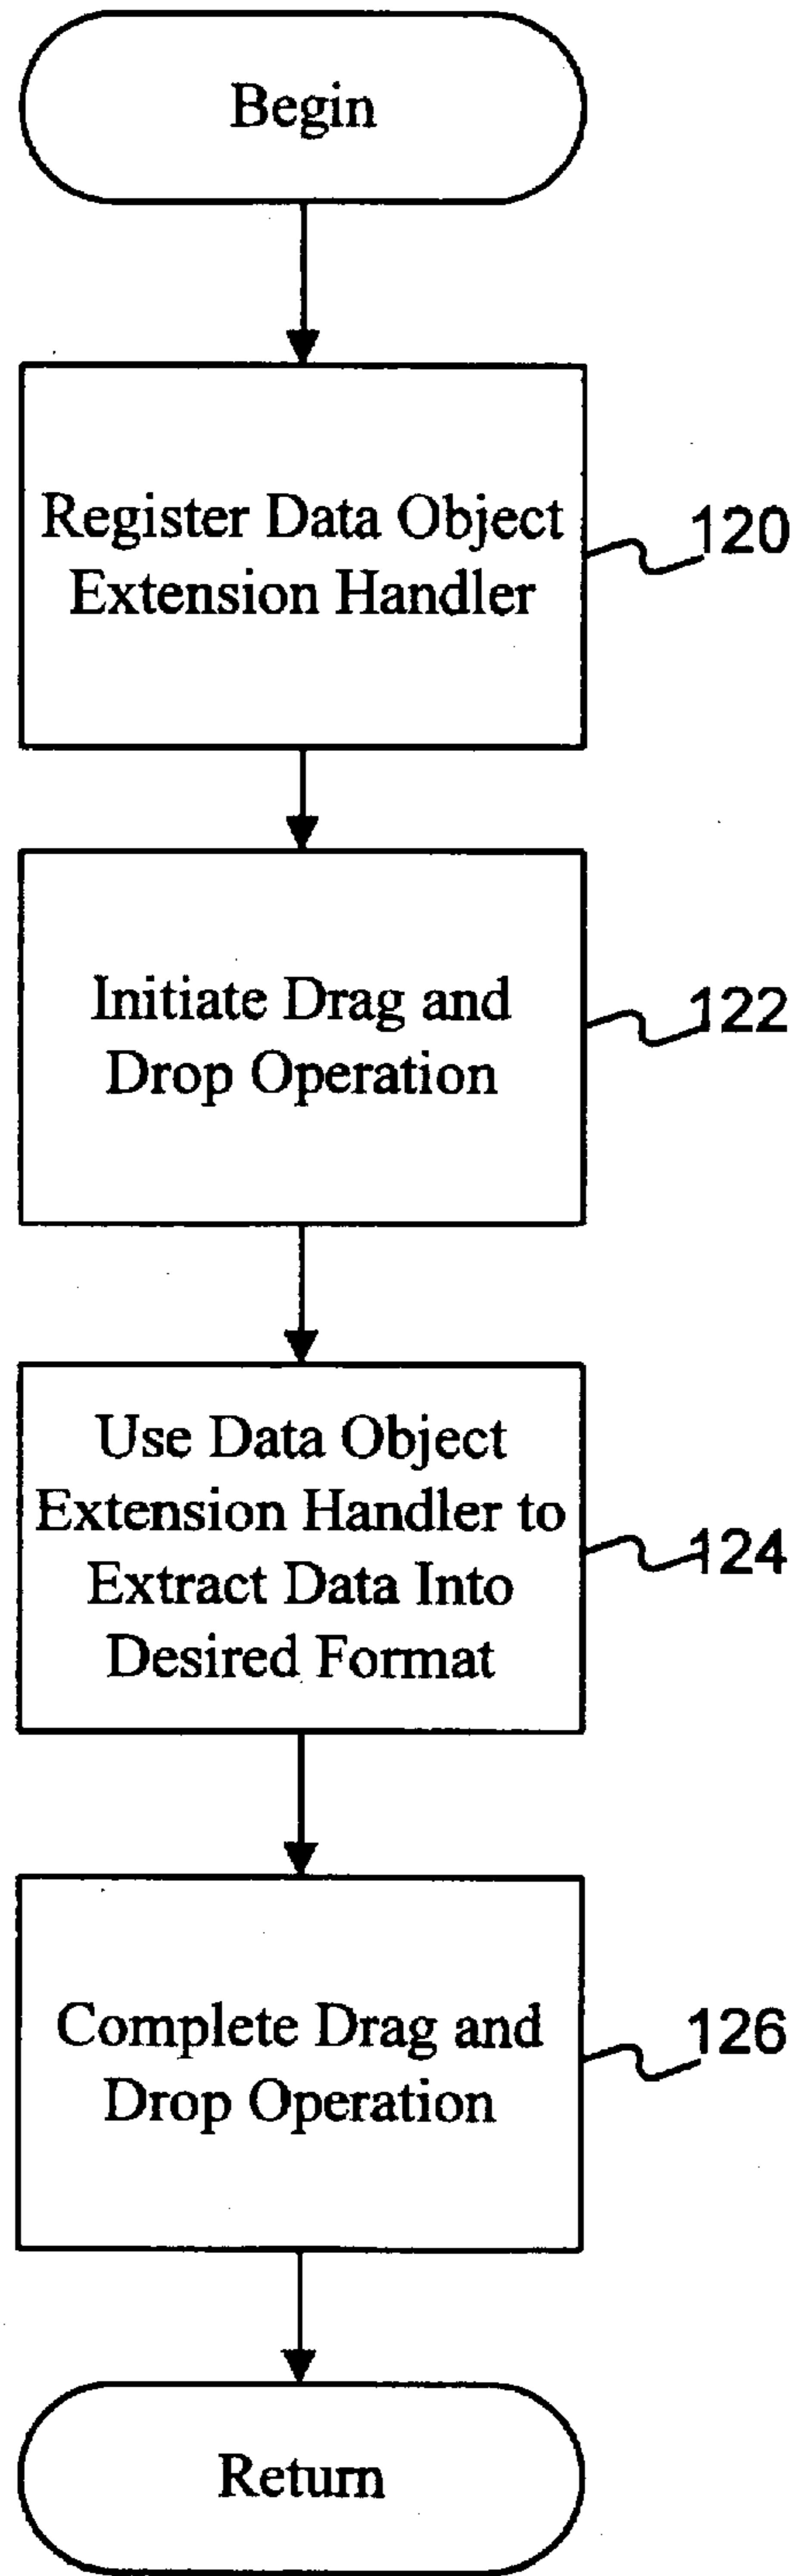 Begin
Register Data Object
Extension Handler
120
Initiate Drag and
Drop Operation
122
Use Data Object
Extension Handler to
Extract Data Into
Desired Format
124
Complete Drag and
Drop Operation
126
Return